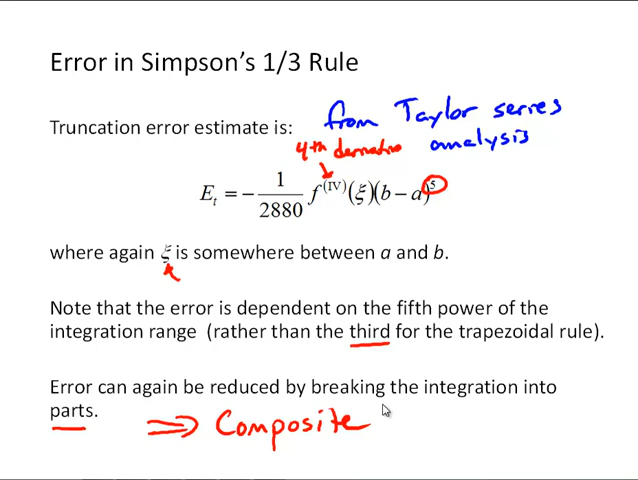 Error in Simpson's 1/3 Rule
from Taylor series
Truncation error estimate is:
analysis
4th derivative
E_t = -\frac{1}{2880} f^{(IV)}(ξ)(b - a)^5
where again ξ is somewhere between a and b.
Note that the error is dependent on the fifth power of the
integration range (rather than the third for the trapezoidal rule).
Error can again be reduced by breaking the integration into
parts.
⇒ Composite